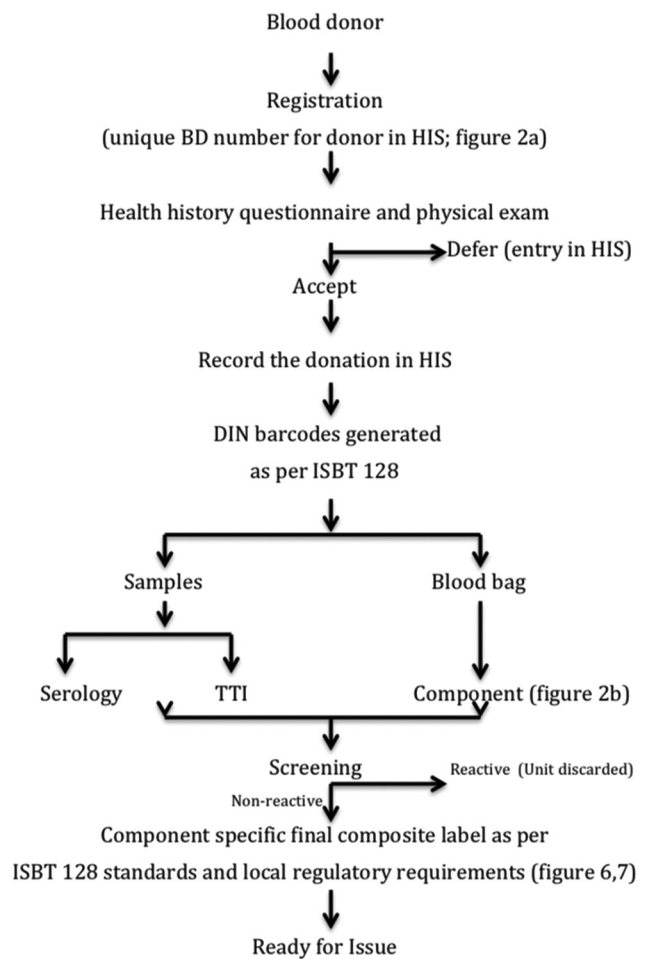 Blood donor
Registration
(unique BD number for donor in HIS; figure 2a)
Health history questionnaire and physical exam
Defer (entry in HIS)
Accept
Record the donation in HIS
DIN barcodes generated
as per ISBT 128
Samples
Blood bag
Serology
TTI
Component (figure 2b)
Screening
Reactive (Unit discarded)
Non-reactive
Component specific final composite label as per
ISBT 128 standards and local regulatory requirements (figure 6,7)
Ready for Issue